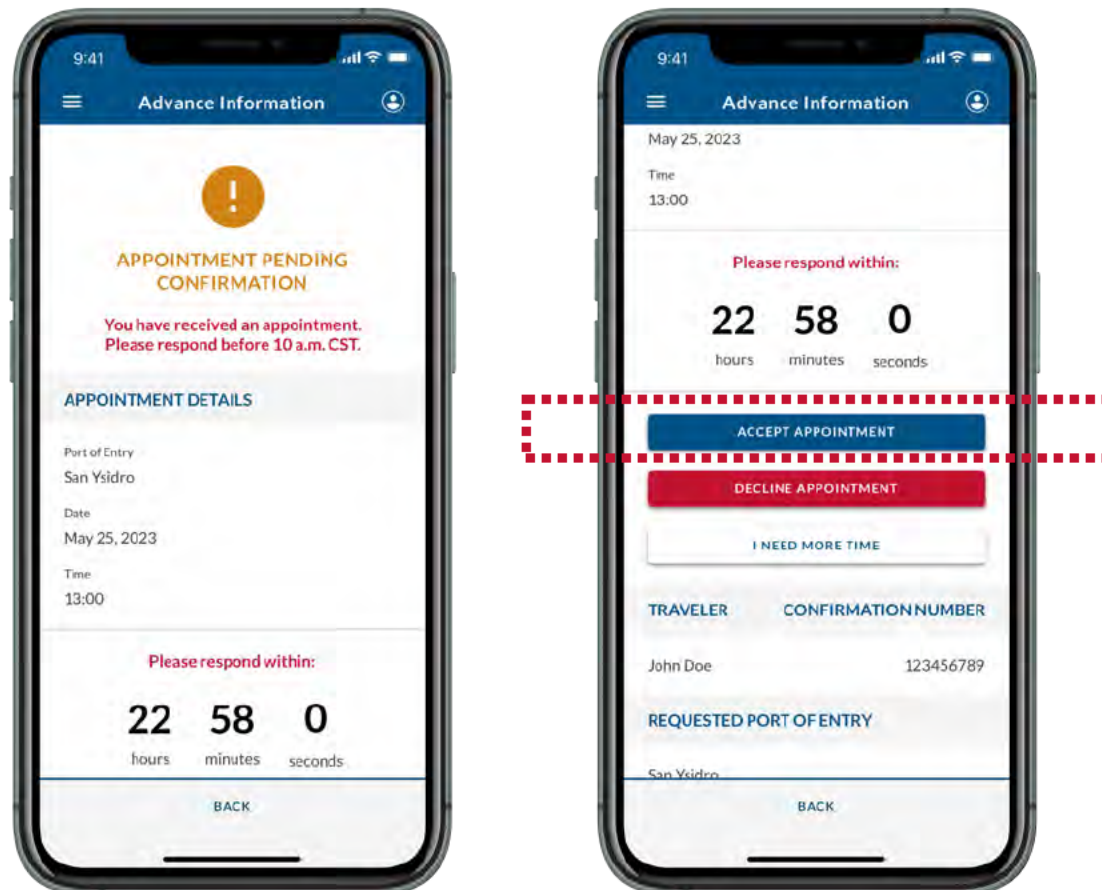 9:41
Advance Information
!
APPOINTMENT PENDING
CONFIRMATION
You have received an appointment.
Please respond before 10 a.m. CST.
APPOINTMENT DETAILS
Port of Entry
San Ysidro
Date
May 25, 2023
Time
13:00
Please respond within:
22 58 0
hours minutes seconds
BACK
9:41
Advance Information
May 25, 2023
Time
13:00
Please respond within:
22 58 0
hours minutes seconds
ACCEPT APPOINTMENT
DECLINE APPOINTMENT
I NEED MORE TIME
TRAVELER CONFIRMATION NUMBER
John Doe 123456789
REQUESTED PORT OF ENTRY
San Ysidro
BACK